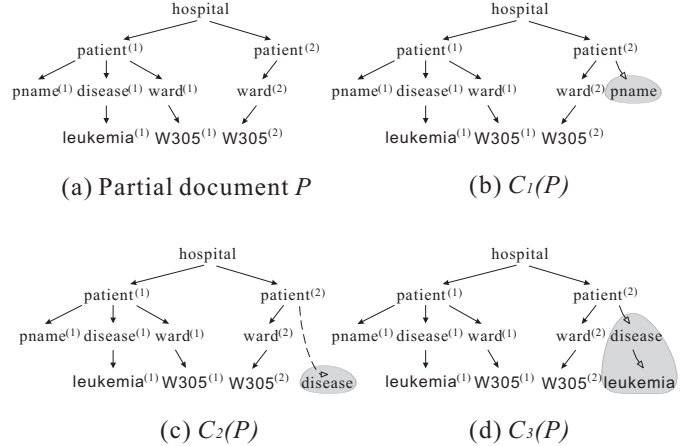 hospital
patient(1) patient(2)
pname(1) disease(1) ward(1) ward(2)
leukemia(1) W305(1) W305(2)
(a) Partial document P
hospital
patient(1) patient(2)
pname(1) disease(1) ward(1) ward(2) pname
leukemia(1) W305(1) W305(2)
(b) C1(P)
hospital
patient(1) patient(2)
pname(1) disease(1) ward(1) ward(2)
leukemia(1) W305(1) W305(2) disease
(c) C2(P)
hospital
patient(1) patient(2)
pname(1) disease(1) ward(1) ward(2) disease
leukemia(1) W305(1) W305(2) leukemia
(d) C3(P)